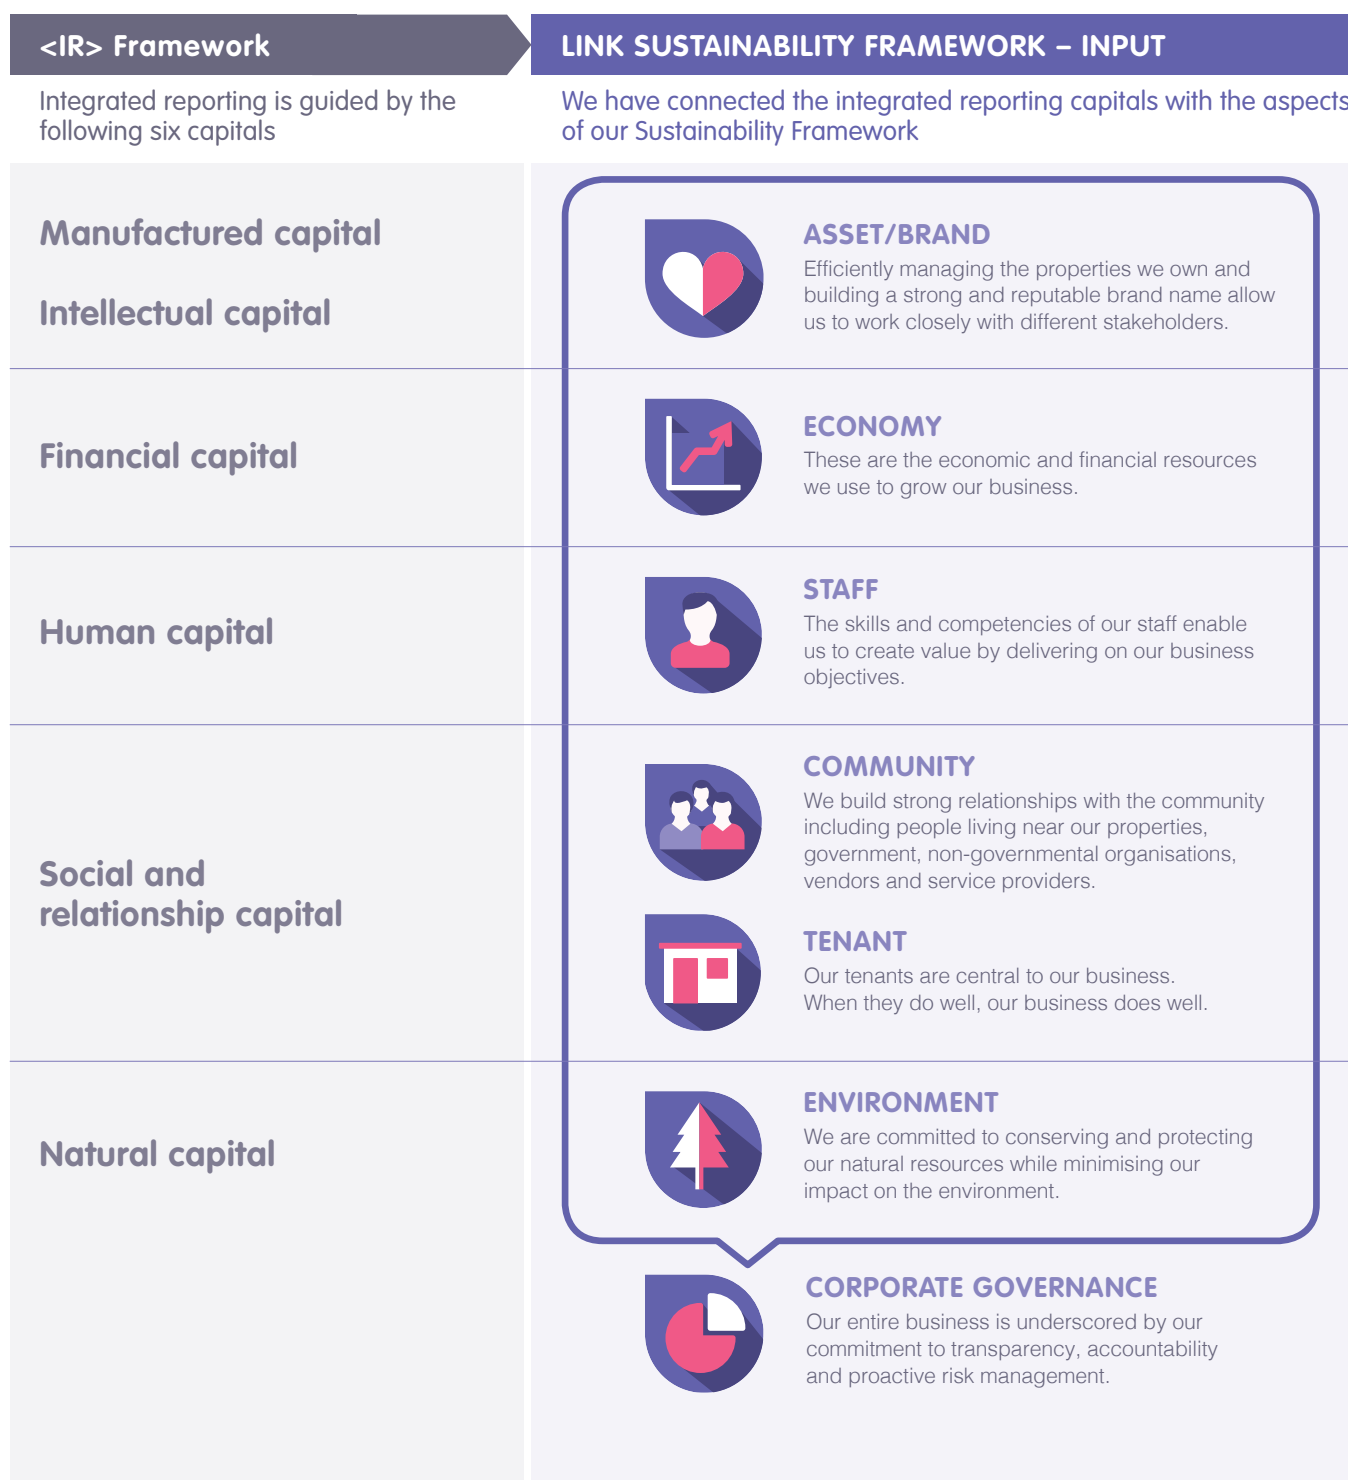 <IR> Framework
LINK SUSTAINABILITY FRAMEWORK – INPUT
Integrated reporting is guided by the
following six capitals
We have connected the integrated reporting capitals with the aspects
of our Sustainability Framework
Manufactured capital
Intellectual capital
ASSET/BRAND
Efficiently managing the properties we own and
building a strong and reputable brand name allow
us to work closely with different stakeholders.
Financial capital
ECONOMY
These are the economic and financial resources
we use to grow our business.
Human capital
STAFF
The skills and competencies of our staff enable
us to create value by delivering on our business
objectives.
Social and
relationship capital
COMMUNITY
We build strong relationships with the community
including people living near our properties,
government, non-governmental organisations,
vendors and service providers.
TENANT
Our tenants are central to our business.
When they do well, our business does well.
Natural capital
ENVIRONMENT
We are committed to conserving and protecting
our natural resources while minimising our
impact on the environment.
CORPORATE GOVERNANCE
Our entire business is underscored by our
commitment to transparency, accountability
and proactive risk management.